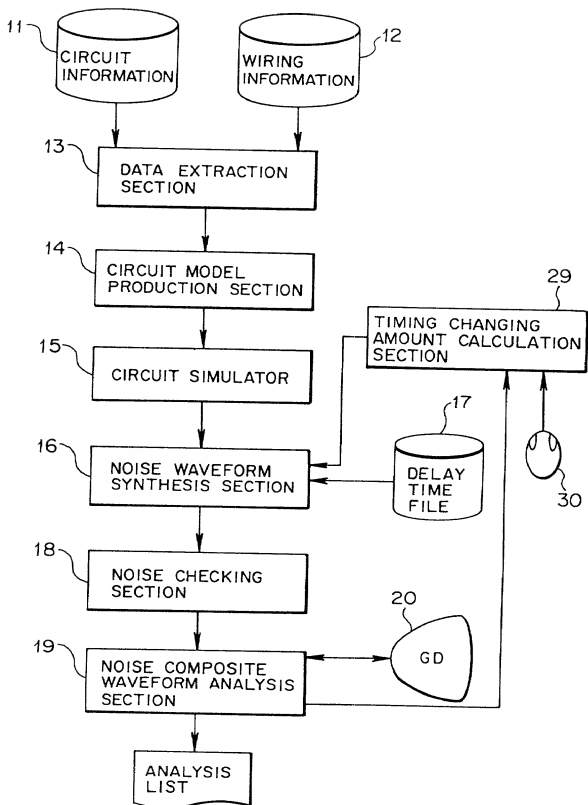 11
CIRCUIT
INFORMATION
12
WIRING
INFORMATION
13
DATA EXTRACTION
SECTION
14
CIRCUIT MODEL
PRODUCTION SECTION
29
TIMING CHANGING
AMOUNT CALCULATION
SECTION
15
CIRCUIT SIMULATOR
17
DELAY
TIME
FILE
30
16
NOISE WAVEFORM
SYNTHESIS SECTION
18
NOISE CHECKING
SECTION
20
GD
19
NOISE COMPOSITE
WAVEFORM ANALYSIS
SECTION
ANALYSIS
LIST